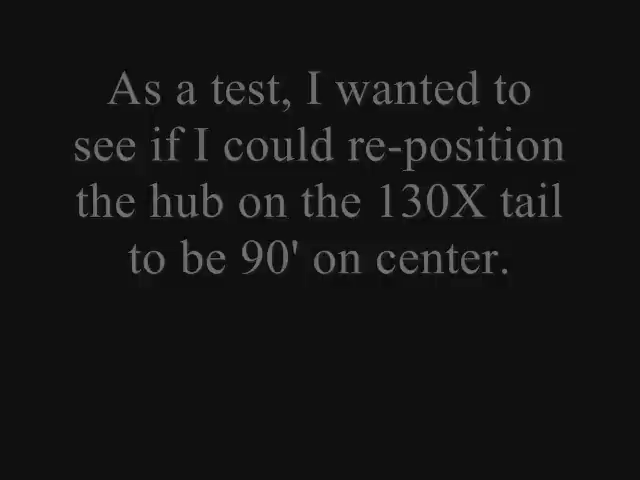 As a test, I wanted to
see if I could re-position
the hub on the 130X tail
to be 90' on center.